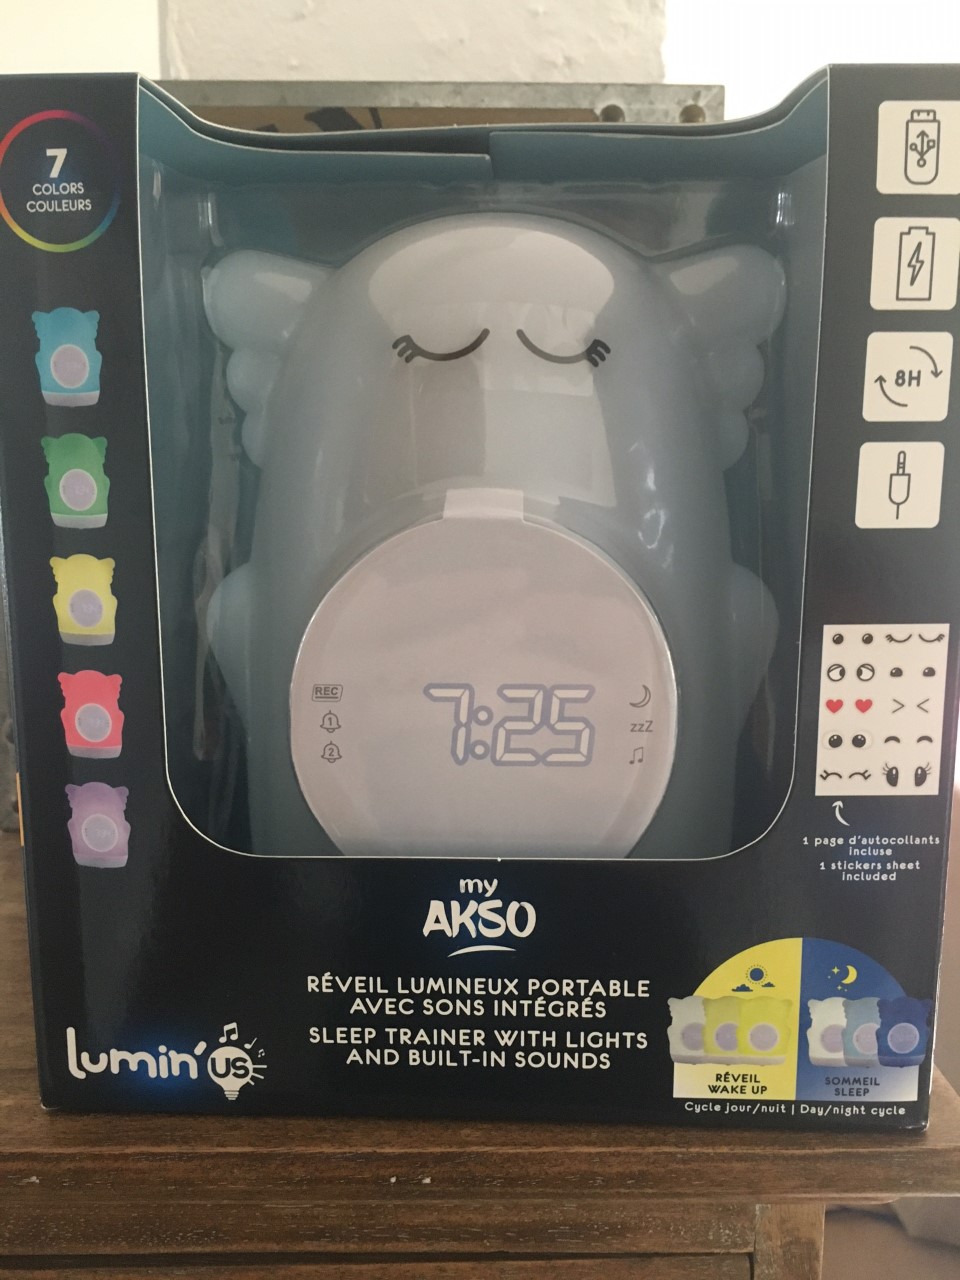 7
COLORS
COULEURS
8H
REC
1
2
7:25
zzZ
1 page d'autocollants
incluse
1 stickers sheet
included
my
AKSO
RÉVEIL LUMINEUX PORTABLE
AVEC SONS INTÉGRÉS
SLEEP TRAINER WITH LIGHTS
AND BUILT-IN SOUNDS
lumin'us
RÉVEIL
WAKE UP
SOMMEIL
SLEEP
Cycle jour/nuit | Day/night cycle